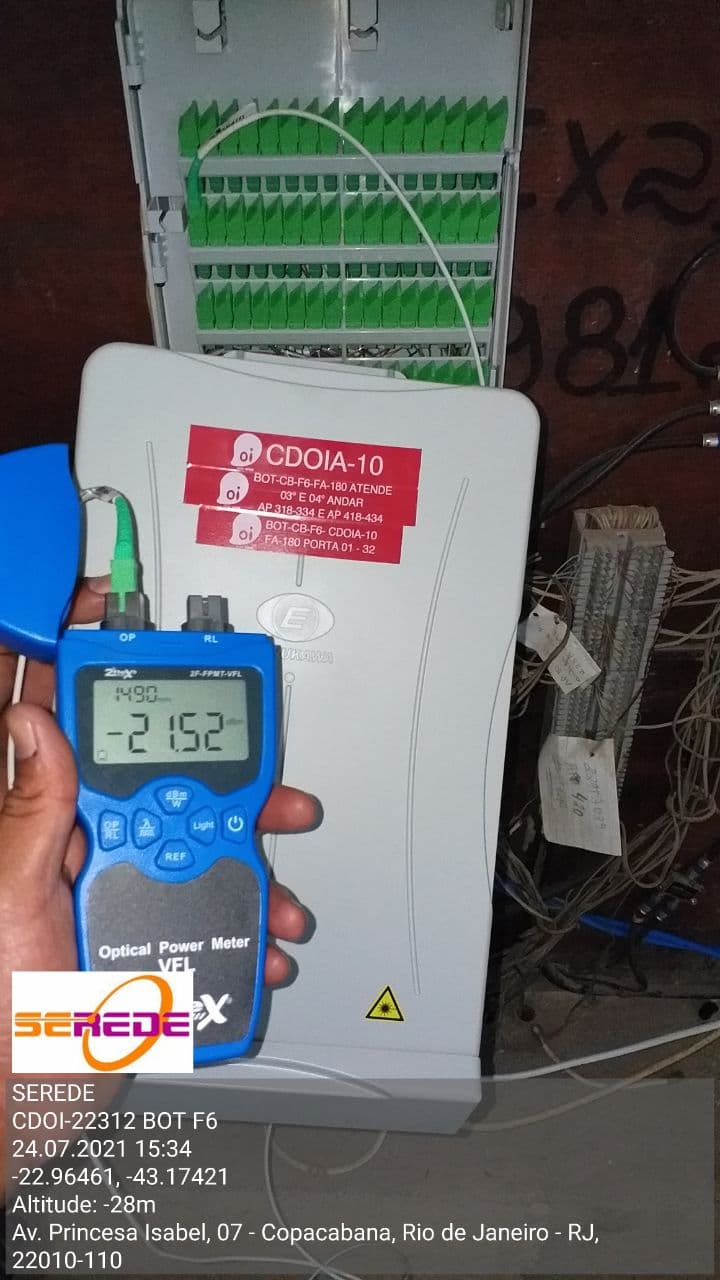 X2
981
oi CDOIA-10
oi BOT-CB-F6-FA-180 ATENDE
03º E 04º ANDAR
AP 318-334 E AP 418-434
oi BOT-CB-F6- CDOIA-10
FA-180 PORTA 01 - 32
E
OP RL
2F-FPMT-VFL
1490
-21.52
dBm
W
OP
RL
λ
Light
REF
Optical Power Meter
VFL
SEREDE
SEREDE
CDOI-22312 BOT F6
24.07.2021 15:34
-22.96461, -43.17421
Altitude: -28m
Av. Princesa Isabel, 07 - Copacabana, Rio de Janeiro - RJ,
22010-110